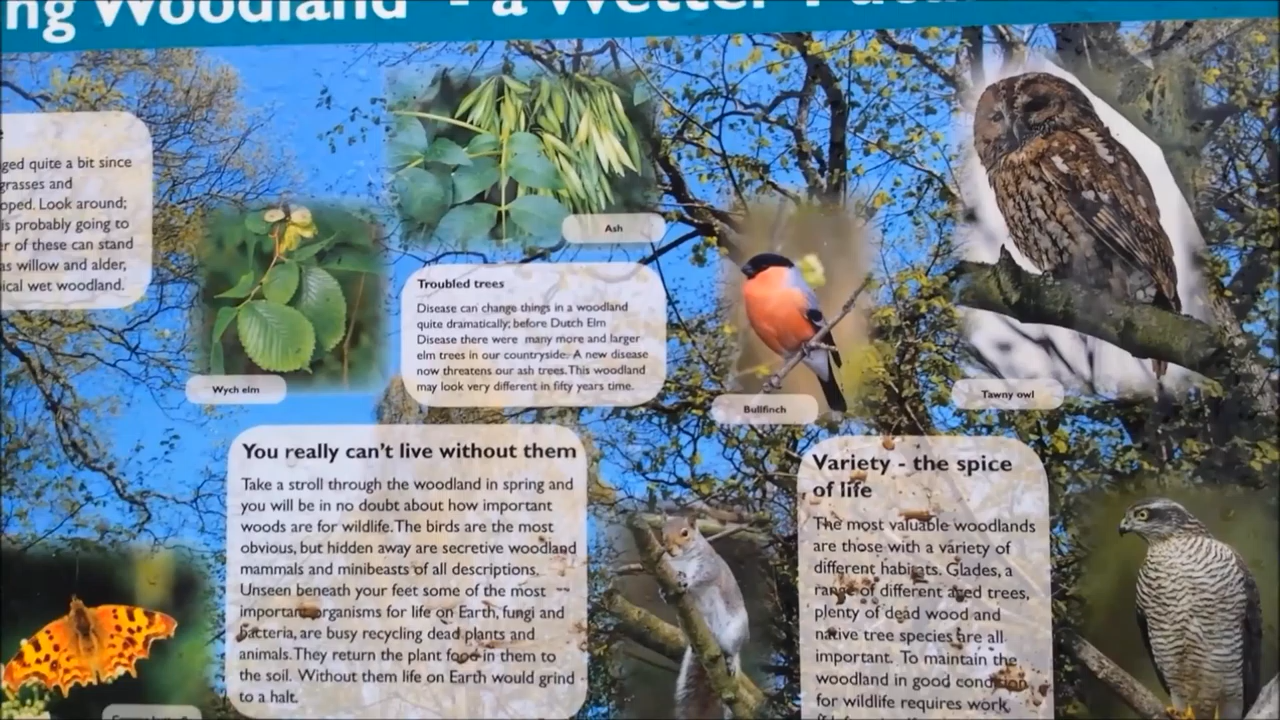 ng Woodland - a Wetter
ged quite a bit since
grasses and
oped. Look around;
is probably going to
er of these can stand
as willow and alder,
ical wet woodland.
Ash
Wych elm
Troubled trees
Disease can change things in a woodland
quite dramatically; before Dutch Elm
Disease there were many more and larger
elm trees in our countryside. A new disease
now threatens our ash trees. This woodland
may look very different in fifty years time.
Bullfinch
Tawny owl
You really can't live without them
Take a stroll through the woodland in spring and
you will be in no doubt about how important
woods are for wildlife. The birds are the most
obvious, but hidden away are secretive woodland
mammals and minibeasts of all descriptions.
Unseen beneath your feet some of the most
important organisms for life on Earth, fungi and
bacteria, are busy recycling dead plants and
animals. They return the plant food in them to
the soil. Without them life on Earth would grind
to a halt.
Variety - the spice
of life
The most valuable woodlands
are those with a variety of
different habitats. Glades, a
range of different aged trees,
plenty of dead wood and
native tree species are all
important. To maintain the
woodland in good condition
for wildlife requires work,